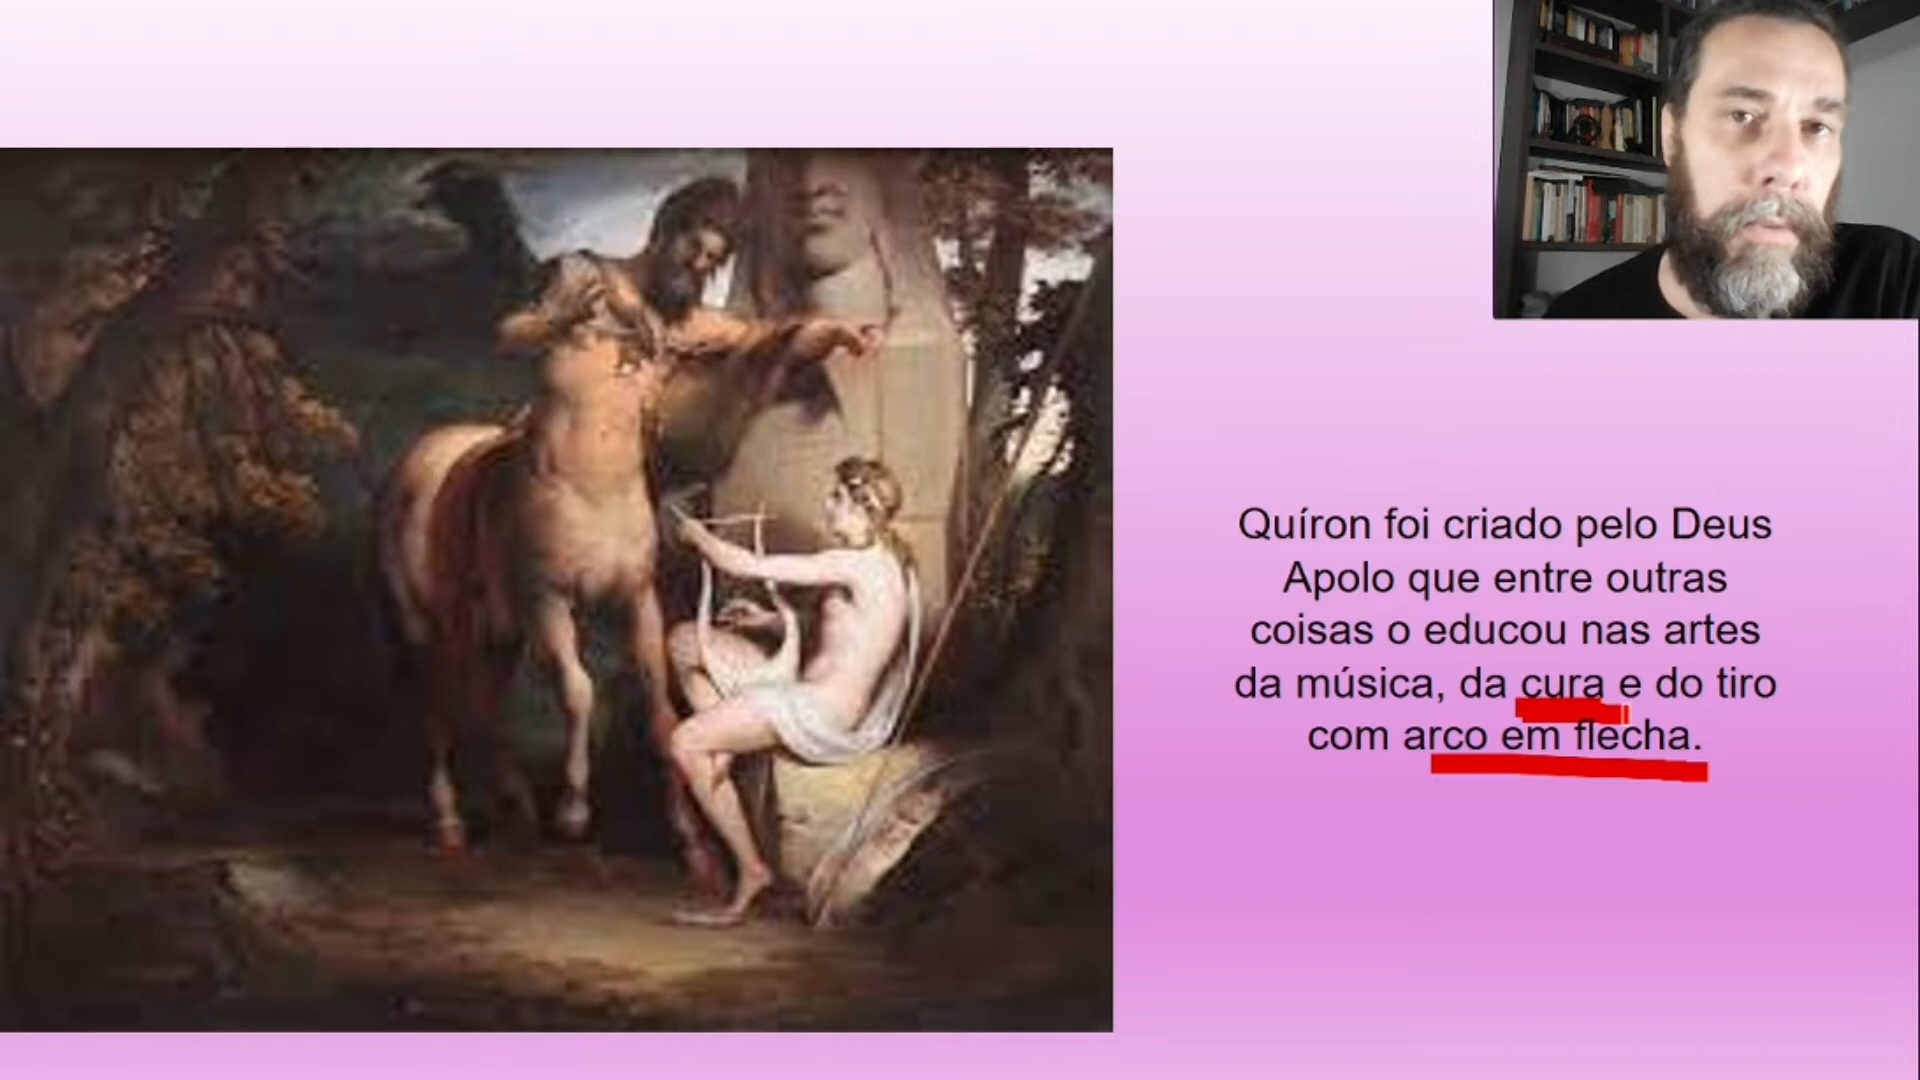 Quíron foi criado pelo Deus
Apolo que entre outras
coisas o educou nas artes
da música, da cura e do tiro
com arco em flecha.